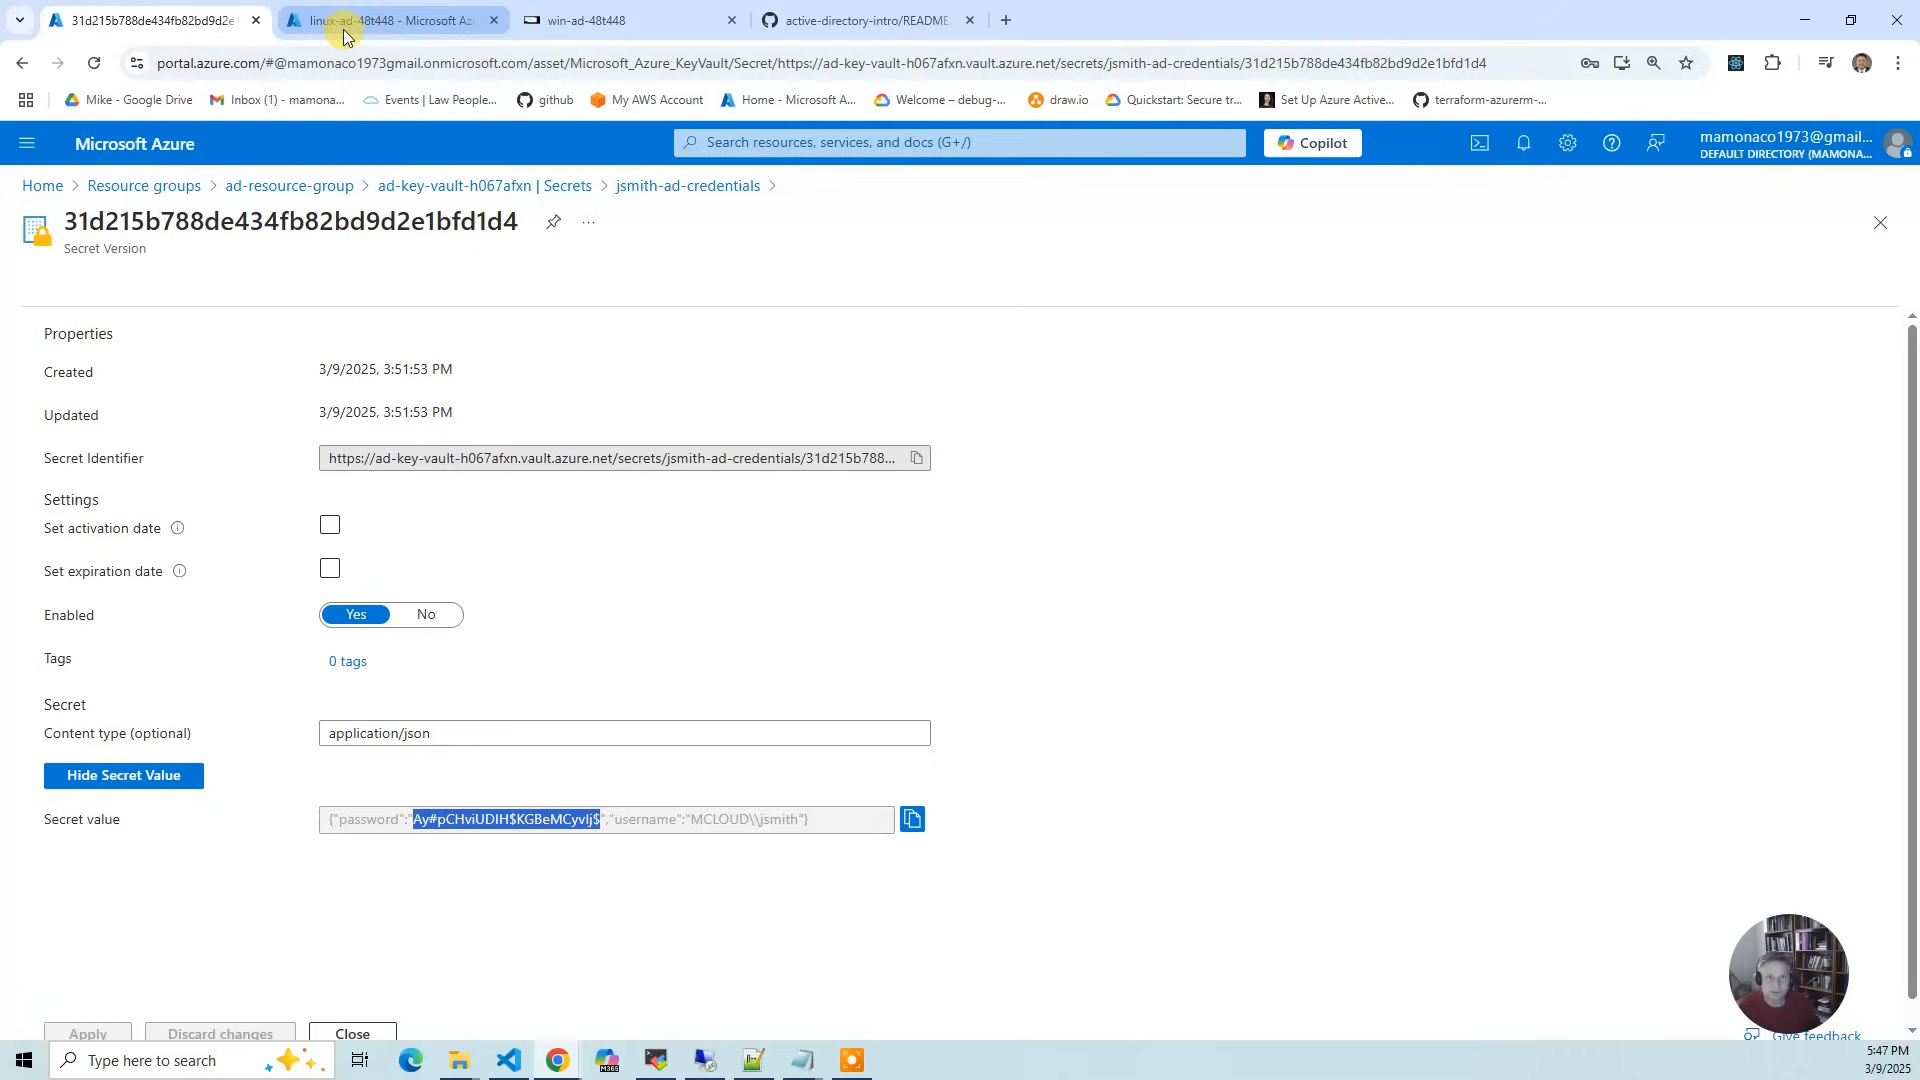 31d215b788de434fb82bd9d2e1
linux-ad-48t448 - Microsoft Az
win-ad-48t448
active-directory-intro/README
portal.azure.com/#@mamonaco1973gmail.onmicrosoft.com/asset/Microsoft_Azure_KeyVault/Secret/https://ad-key-vault-h067afxn.vault.azure.net/secrets/jsmith-ad-credentials/31d215b788de434fb82bd9d2e1bfd1d4
Mike - Google Drive
Inbox (1) - mamona...
Events | Law People...
github
My AWS Account
Home - Microsoft A...
Welcome – debug-...
draw.io
Quickstart: Secure tr...
Set Up Azure Active...
terraform-azurerm-...
Microsoft Azure
Search resources, services, and docs (G+/)
Copilot
mamonaco1973@gmail....
DEFAULT DIRECTORY (MAMONA...
Home > Resource groups > ad-resource-group > ad-key-vault-h067afxn | Secrets > jsmith-ad-credentials >
31d215b788de434fb82bd9d2e1bfd1d4
Secret Version
Properties
Created
3/9/2025, 3:51:53 PM
Updated
3/9/2025, 3:51:53 PM
Secret Identifier
https://ad-key-vault-h067afxn.vault.azure.net/secrets/jsmith-ad-credentials/31d215b788...
Settings
Set activation date
Set expiration date
Enabled
Yes
No
Tags
0 tags
Secret
Content type (optional)
application/json
Hide Secret Value
Secret value
{"password":"Ay#pCHviUDIH$KGBeMCyvIj$","username":"MCLOUD\\jsmith"}
Apply
Discard changes
Close
Give feedback
Type here to search
M365
5:47 PM
3/9/2025